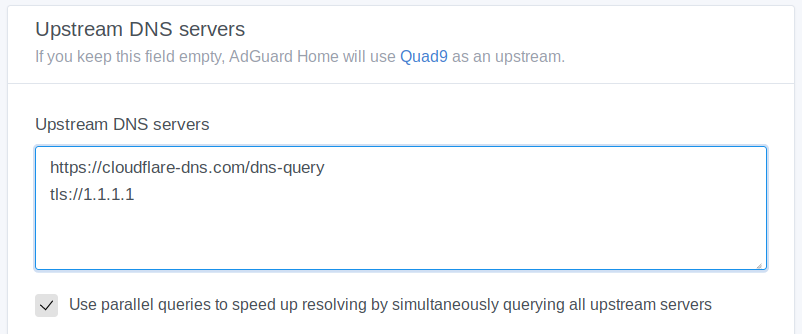 Upstream DNS servers
If you keep this field empty, AdGuard Home will use Quad9 as an upstream.
Upstream DNS servers
https://cloudflare-dns.com/dns-query
tls://1.1.1.1
Use parallel queries to speed up resolving by simultaneously querying all upstream servers